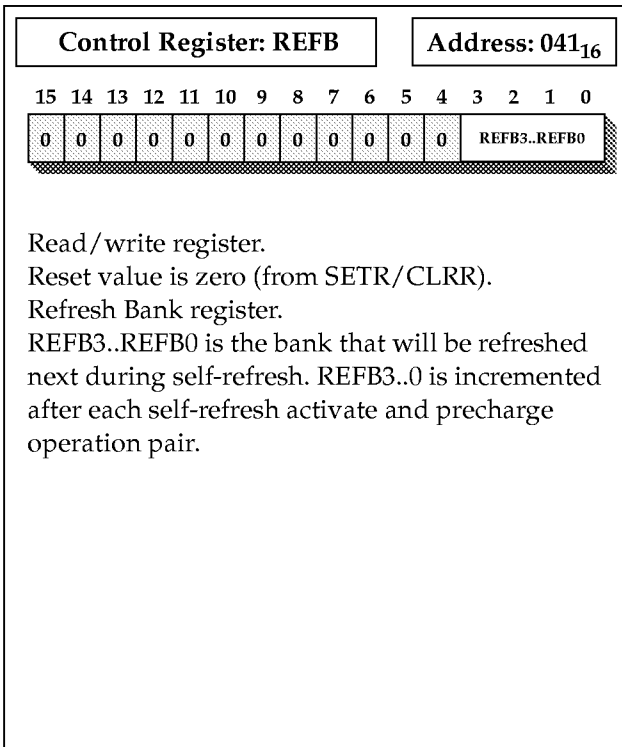 Control Register: REFB
Address: 041₁₆
15 14 13 12 11 10 9 8 7 6 5 4 3 2 1 0
0 0 0 0 0 0 0 0 0 0 0 0 REFB3..REFB0
Read/write register.
Reset value is zero (from SETR/CLRR).
Refresh Bank register.
REFB3..REFB0 is the bank that will be refreshed
next during self-refresh. REFB3..0 is incremented
after each self-refresh activate and precharge
operation pair.